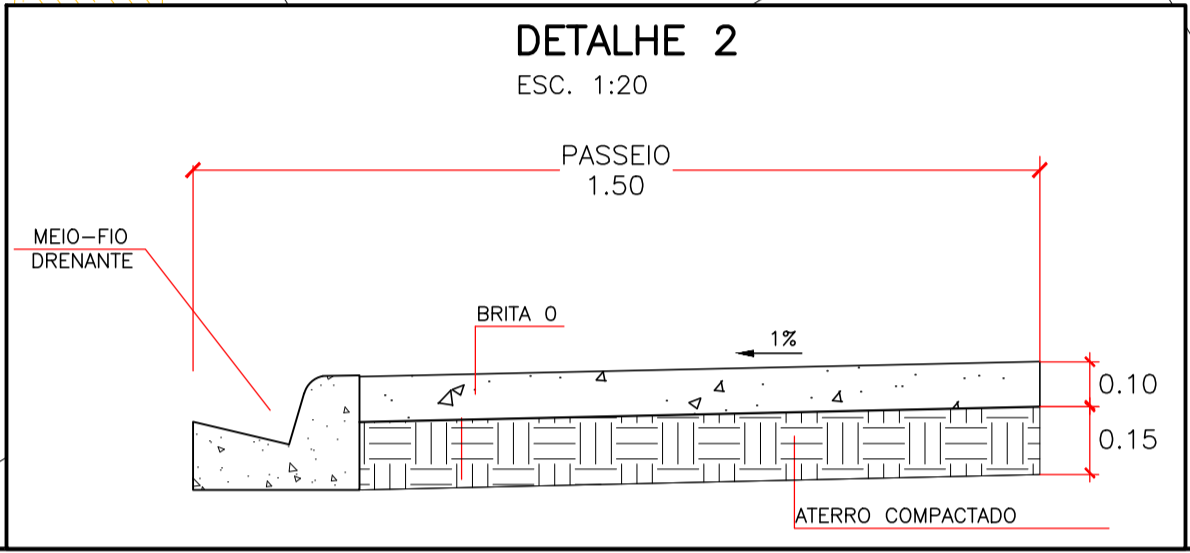 DETALHE 2
ESC. 1:20
PASSEIO
1.50
MEIO-FIO
DRENANTE
BRITA 0
1%
0.10
0.15
ATERRO COMPACTADO